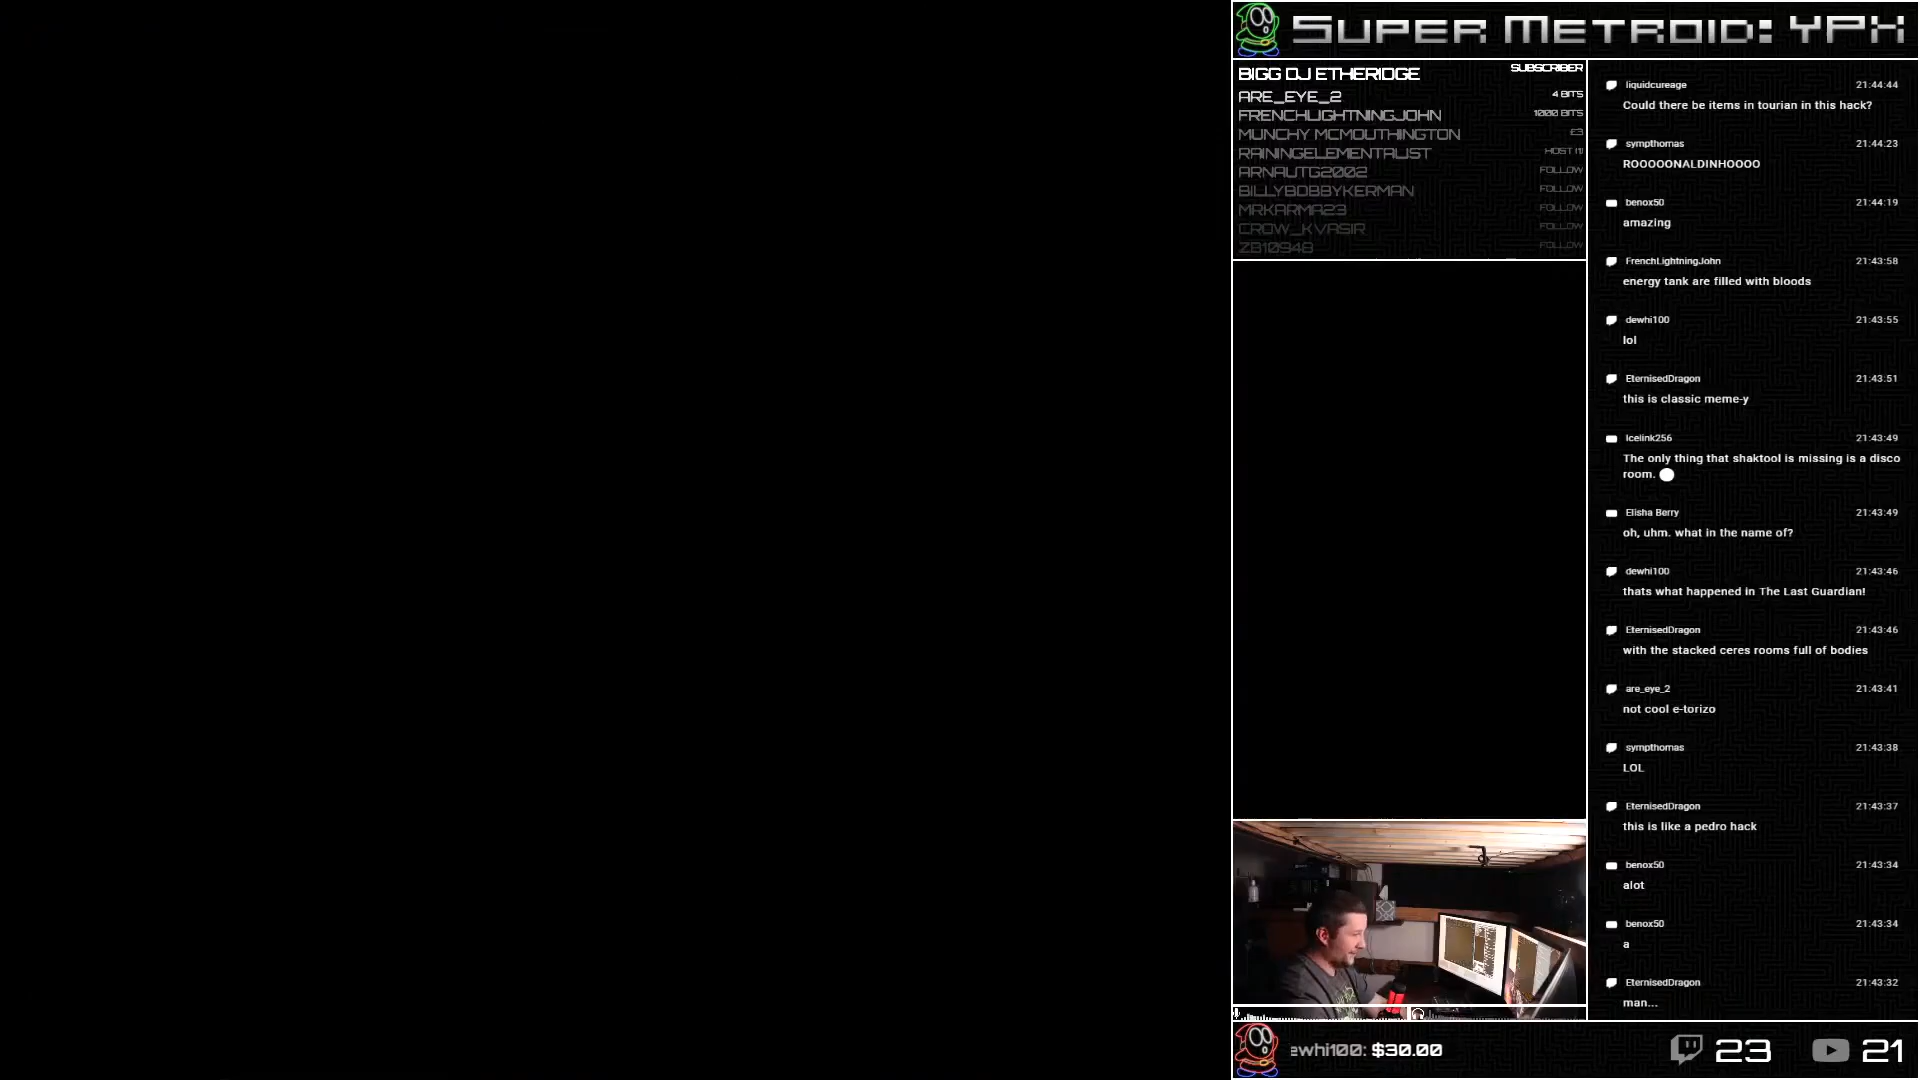 SUPER METROID: YPX
BIGG DJ ETHERIDGE SUBSCRIBER
ARE_EYE_2 4 BITS
FRENCHLIGHTNINGJOHN 1000 BITS
MUNCHY MCMOUTHINGTON £3
RAININGELEMENTALIST HOST (1)
ARNAUTG2002 FOLLOW
BILLYBOBBYKERMAN FOLLOW
MRKARMA23 FOLLOW
CROW_KVASIR FOLLOW
ZB10948 FOLLOW
liquidcureage 21:44:44
Could there be items in tourian in this hack?
sympthomas 21:44:23
ROOOOONALDINHOOOO
benox50 21:44:19
amazing
FrenchLightningJohn 21:43:58
energy tank are filled with bloods
dewhi100 21:43:55
lol
EternisedDragon 21:43:51
this is classic meme-y
Icelink256 21:43:49
The only thing that shaktool is missing is a disco
room.
Elisha Berry 21:43:49
oh, uhm. what in the name of?
dewhi100 21:43:46
thats what happened in The Last Guardian!
EternisedDragon 21:43:46
with the stacked ceres rooms full of bodies
are_eye_2 21:43:41
not cool e-torizo
sympthomas 21:43:38
LOL
EternisedDragon 21:43:37
this is like a pedro hack
benox50 21:43:34
alot
benox50 21:43:34
a
EternisedDragon 21:43:32
man...
ewhi100: $30.00
23 21